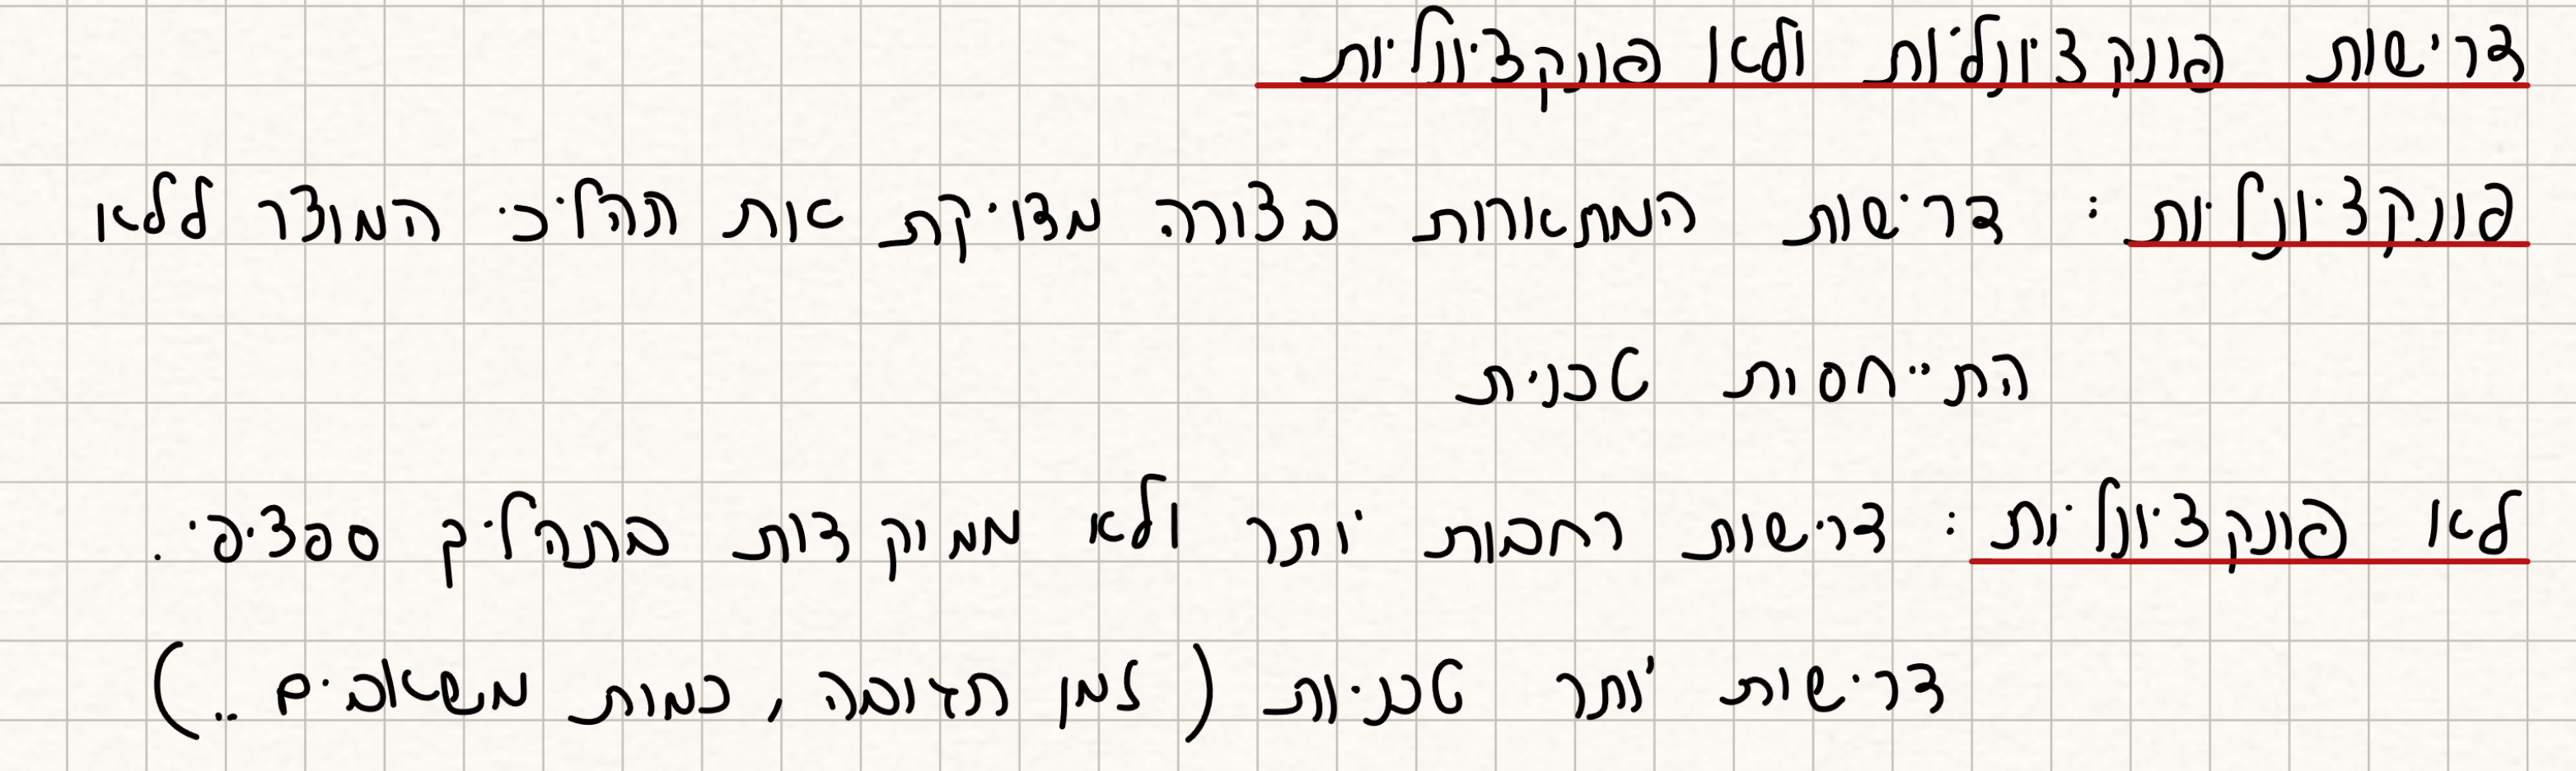 דרישות פונקציונליות ולא פונקציונליות
פונקציונליות : דרישות המתארות בצורה מדויקת את תהליכי המוצר ללא
התייחסות טכנית
לא פונקציונליות : דרישות רחבות יותר ולא ממוקדות בתהליך ספציפי .
דרישות יותר טכניות ( זמן תגובה , כמות משאבים ..)